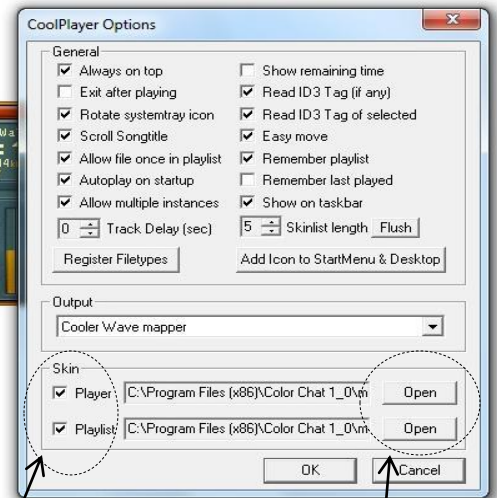 CoolPlayer Options
General
Always on top
Show remaining time
Exit after playing
Read ID3 Tag (if any)
Rotate systemtray icon
Read ID3 Tag of selected
Scroll Songtitle
Easy move
Allow file once in playlist
Remember playlist
Autoplay on startup
Remember last played
Allow multiple instances
Show on taskbar
0 Track Delay (sec)
5 Skinlist length Flush
Register Filetypes
Add Icon to StartMenu & Desktop
Output
Cooler Wave mapper
Skin
Player C:\Program Files (x86)\Color Chat 1_0\m Open
Playlist C:\Program Files (x86)\Color Chat 1_0\m Open
OK Cancel